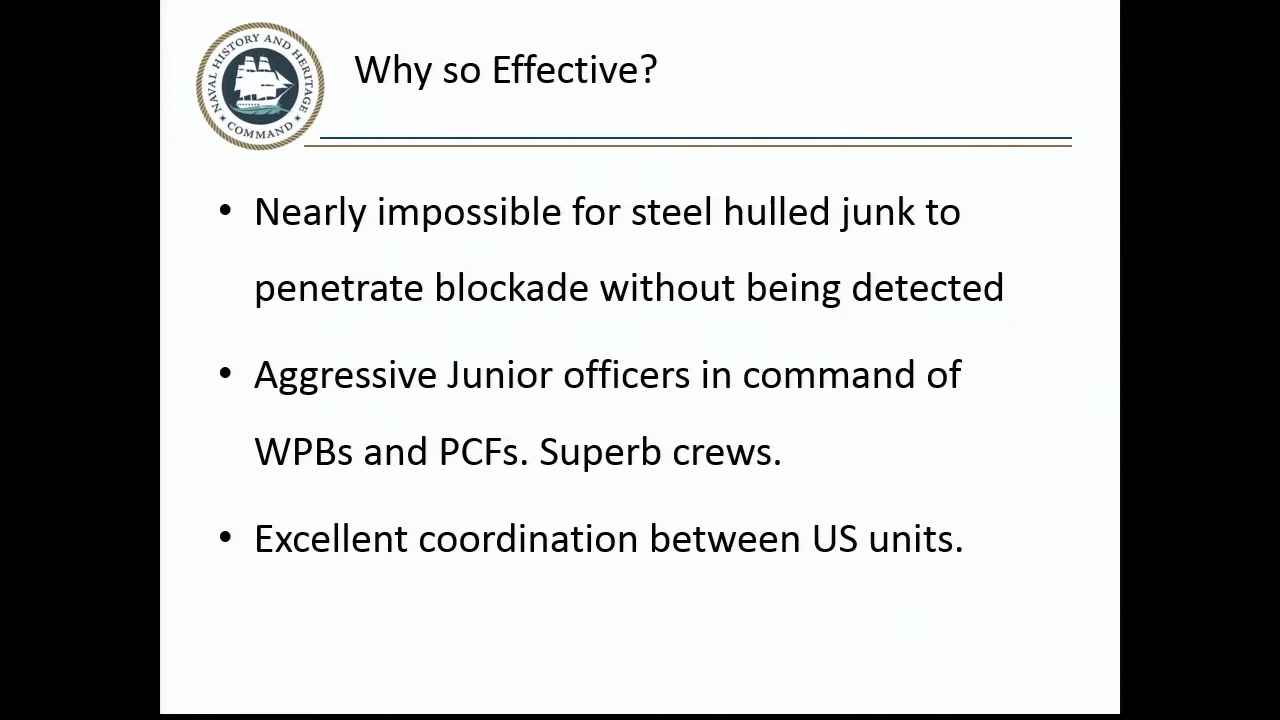 NAVAL HISTORY AND HERITAGE
COMMAND
Why so Effective?
• Nearly impossible for steel hulled junk to
penetrate blockade without being detected
• Aggressive Junior officers in command of
WPBs and PCFs. Superb crews.
• Excellent coordination between US units.